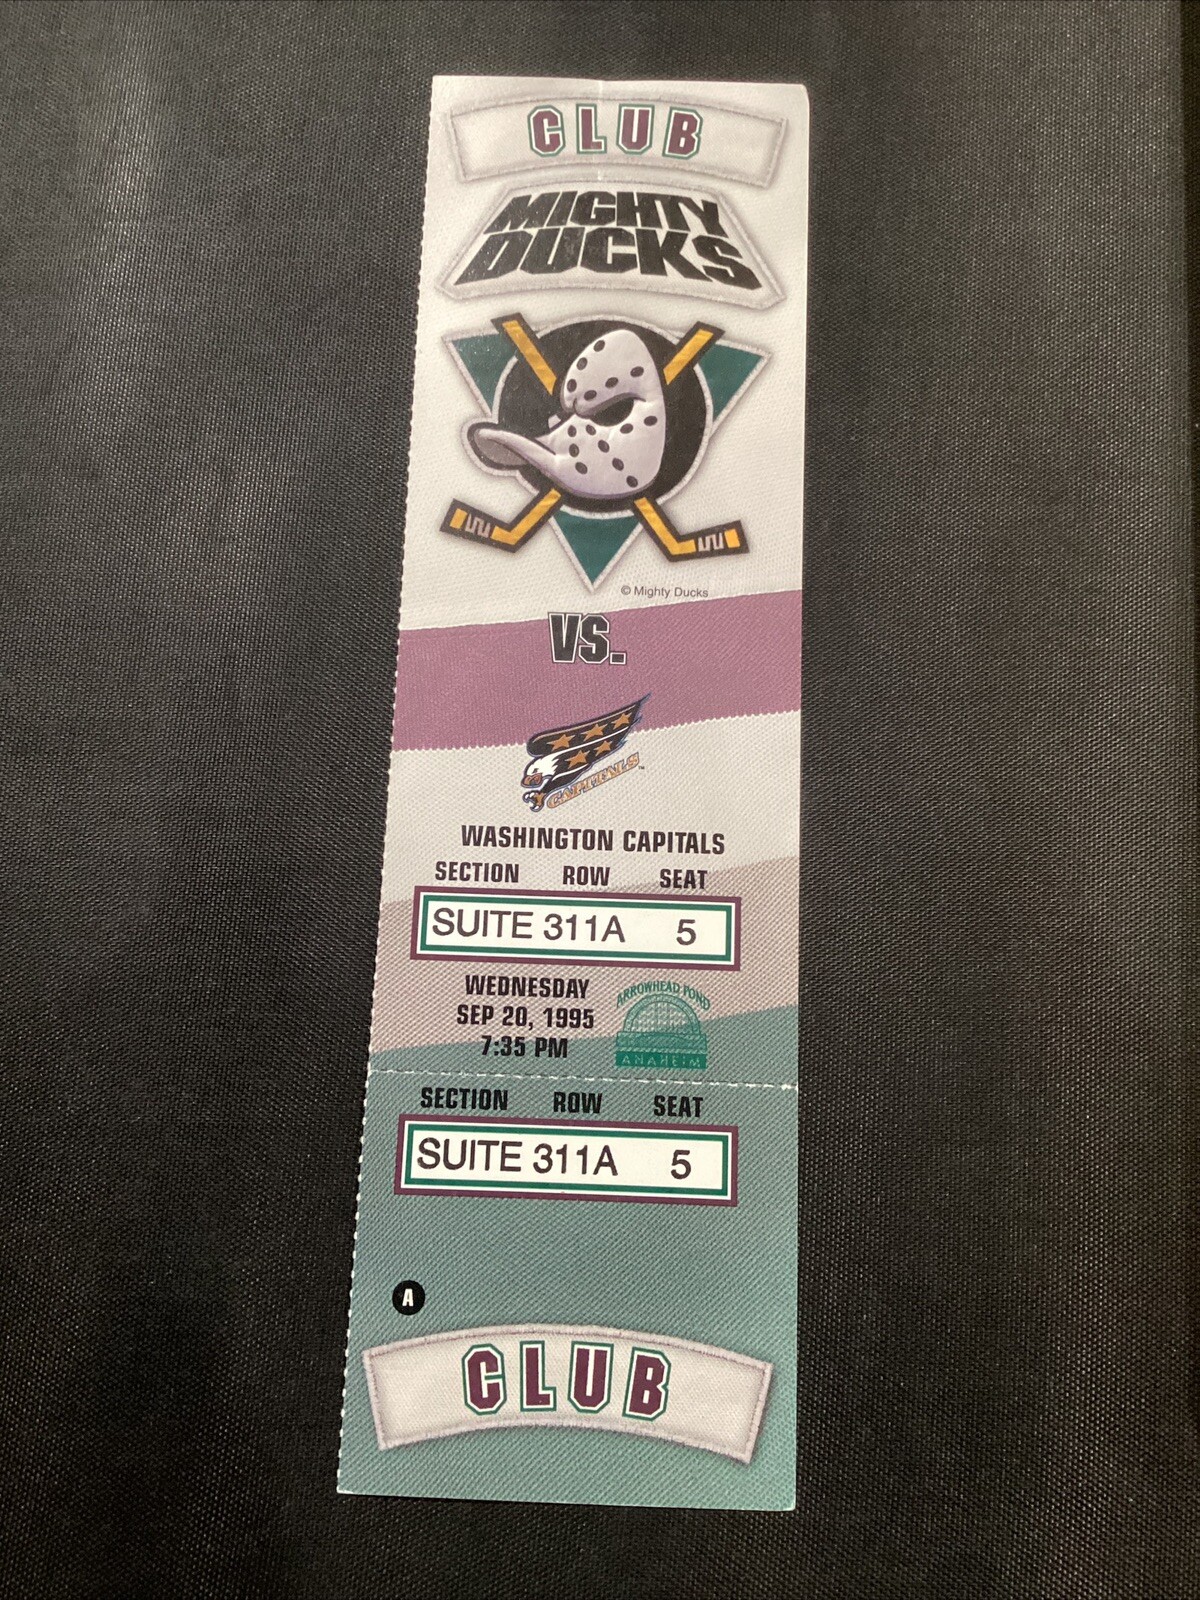 CLUB
MIGHTY
DUCKS
© Mighty Ducks
VS.
CAPITALS™
WASHINGTON CAPITALS
SECTION ROW SEAT
SUITE 311A 5
WEDNESDAY
SEP 20, 1995
7:35 PM
ARROWHEAD POND
ANAHEIM
SECTION ROW SEAT
SUITE 311A 5
A
CLUB